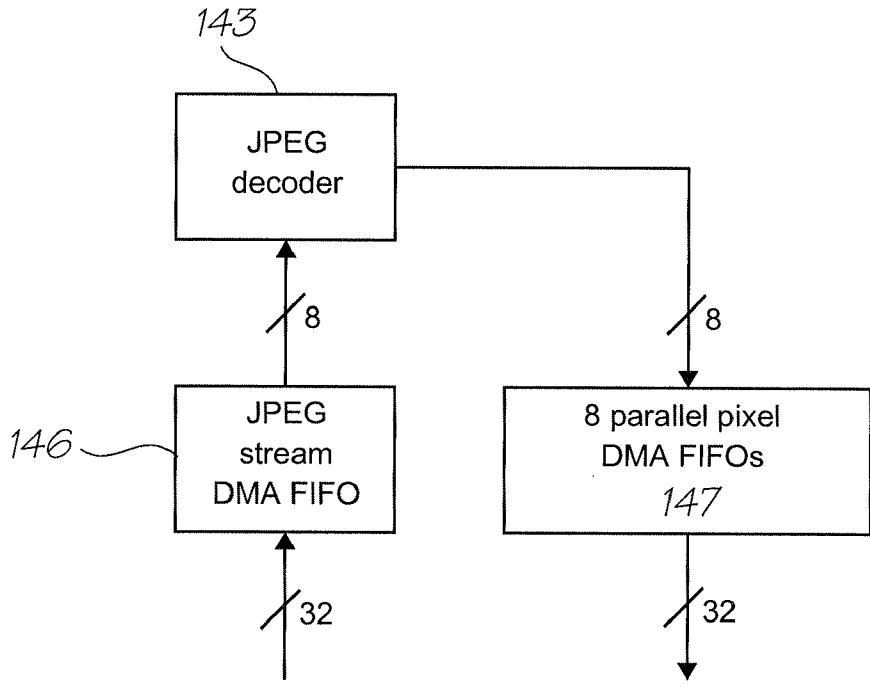 143
JPEG
decoder
8
8
JPEG
stream
DMA FIFO
146
8 parallel pixel
DMA FIFOs
147
32
32